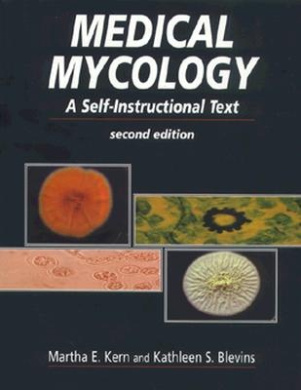 MEDICAL
MYCOLOGY
A Self-Instructional Text
second edition
Martha E. Kern and Kathleen S. Blevins